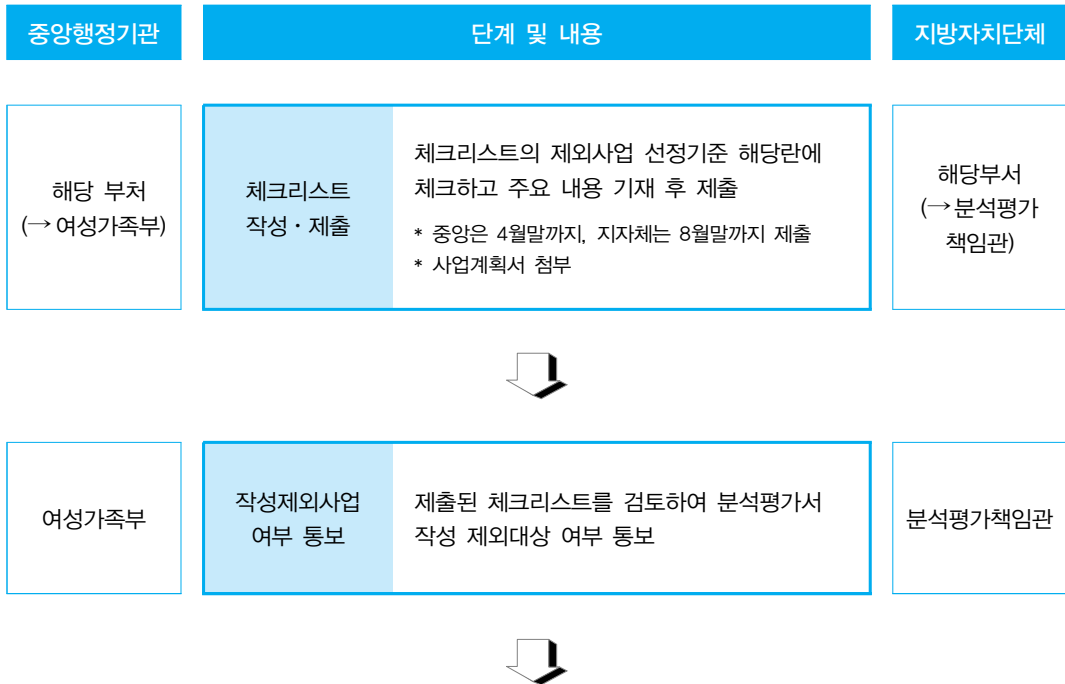 중앙행정기관
단계 및 내용
지방자치단체
해당 부처
(→여성가족부)
체크리스트
작성·제출
체크리스트의 제외사업 선정기준 해당란에
체크하고 주요 내용 기재 후 제출
* 중앙은 4월말까지, 지자체는 8월말까지 제출
* 사업계획서 첨부
해당부서
(→분석평가
책임관)
여성가족부
작성제외사업
여부 통보
제출된 체크리스트를 검토하여 분석평가서
작성 제외대상 여부 통보
분석평가책임관